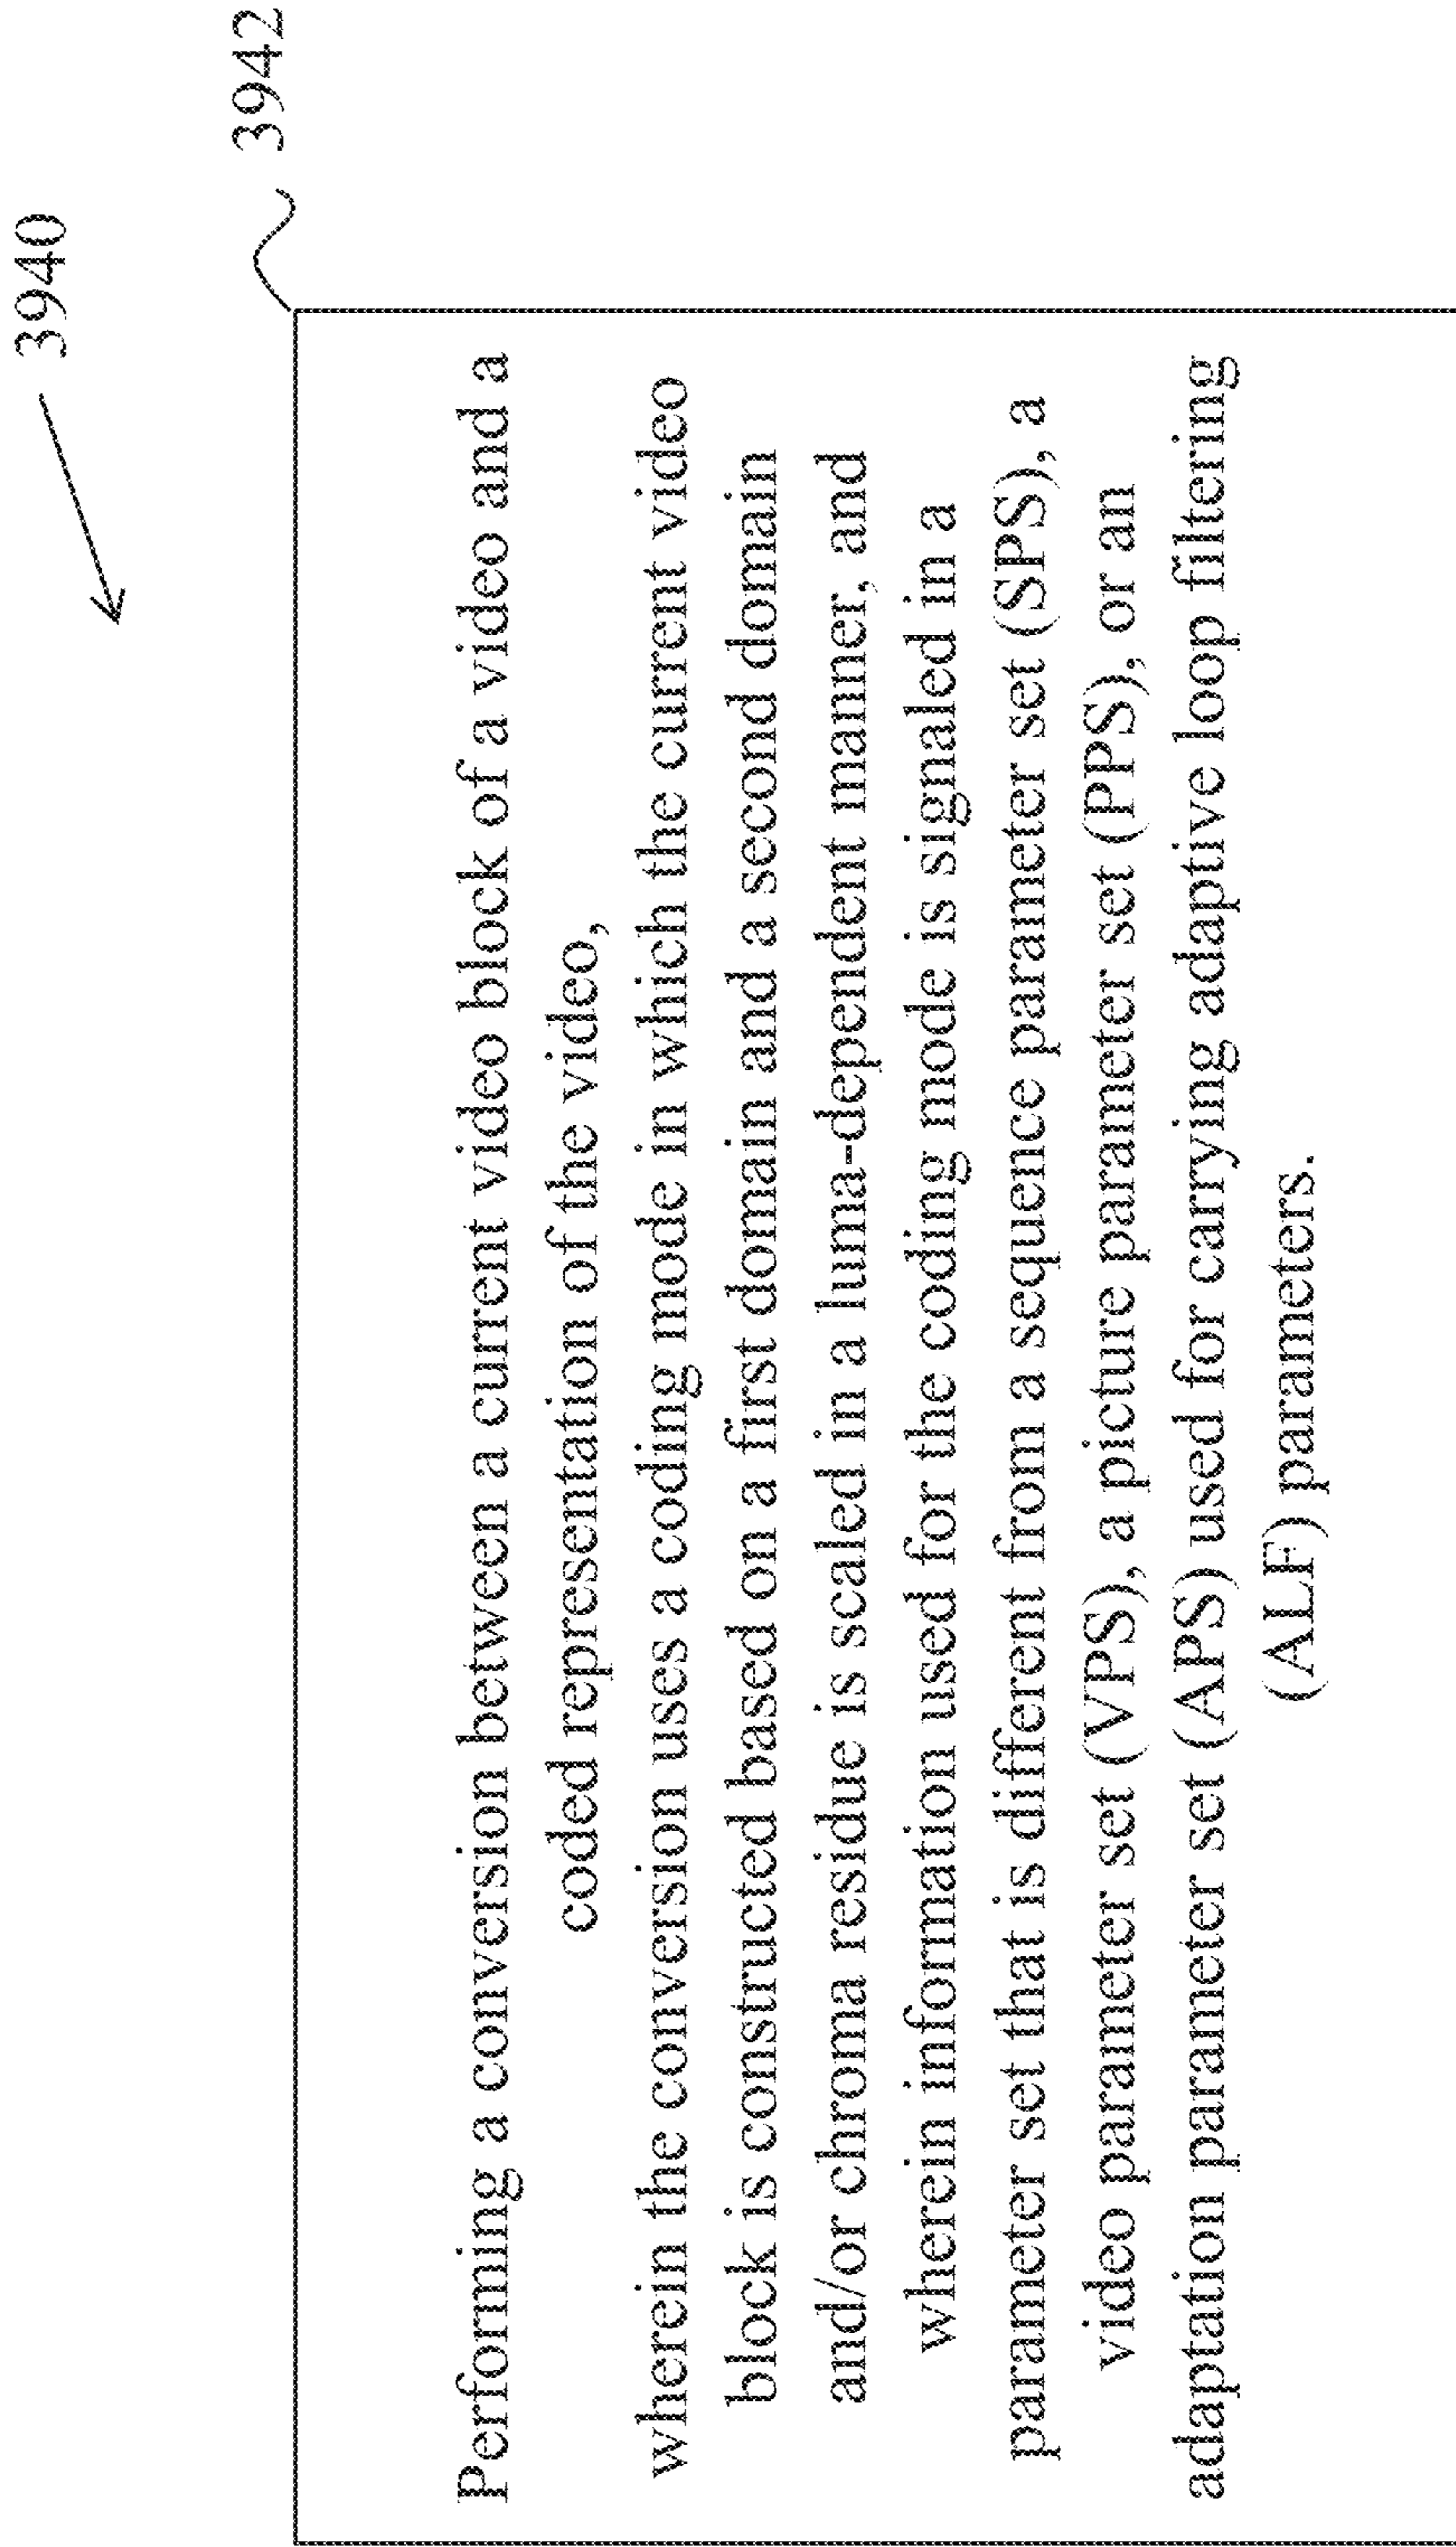 3940
3942
Performing a conversion between a current video block of a video and a
coded representation of the video,
wherein the conversion uses a coding mode in which the current video
block is constructed based on a first domain and a second domain
and/or chroma residue is scaled in a luma-dependent manner, and
wherein information used for the coding mode is signaled in a
parameter set that is different from a sequence parameter set (SPS), a
video parameter set (VPS), a picture parameter set (PPS), or an
adaptation parameter set (APS) used for carrying adaptive loop filtering
(ALF) parameters.